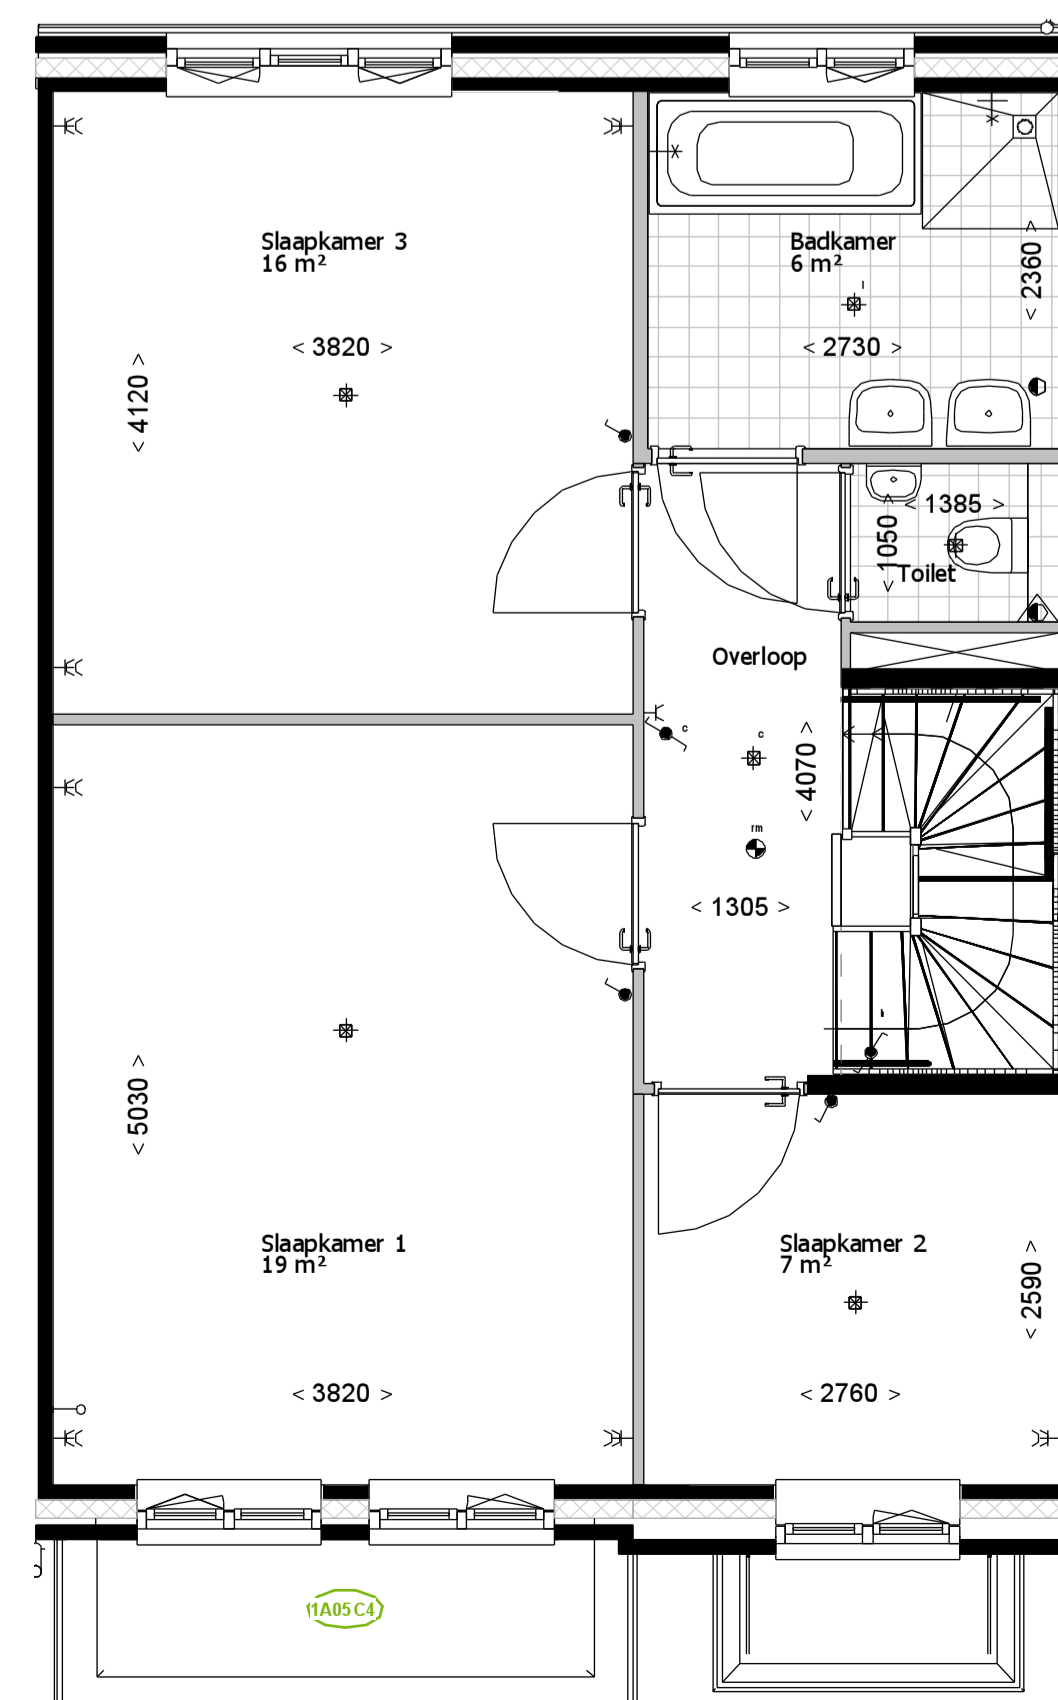 Slaapkamer 3
16 m²
< 3820 >
< 4120 >
Badkamer
6 m²
< 2360 >
< 2730 >
< 1385 >
< 1050 >
Toilet
Overloop
c
c
< 4070 >
rm
< 1305 >
< 5030 >
Slaapkamer 1
19 m²
< 3820 >
Slaapkamer 2
7 m²
< 2590 >
< 2760 >
1A05 C4